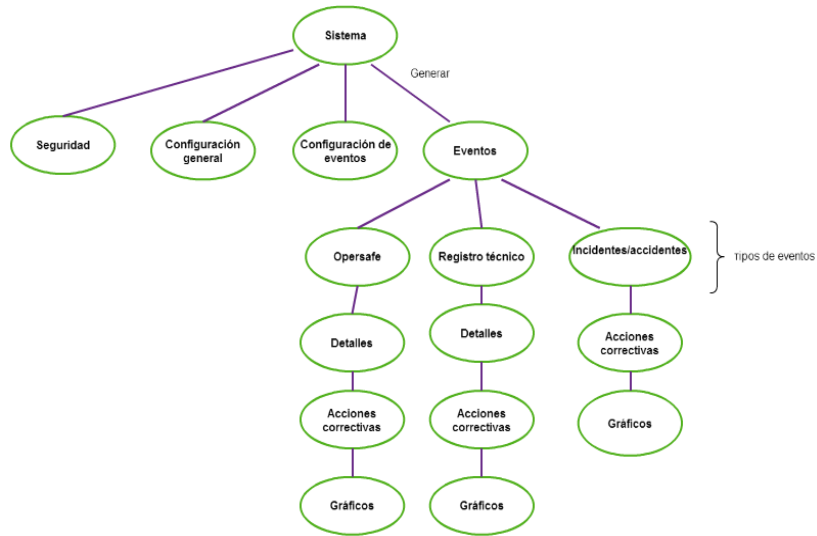 Sistema
Generar
Seguridad
Configuración
general
Configuración de
eventos
Eventos
Opersafe
Registro técnico
Incidentes/accidentes
Tipos de eventos
Detalles
Detalles
Acciones
correctivas
Acciones
correctivas
Acciones
correctivas
Gráficos
Gráficos
Gráficos